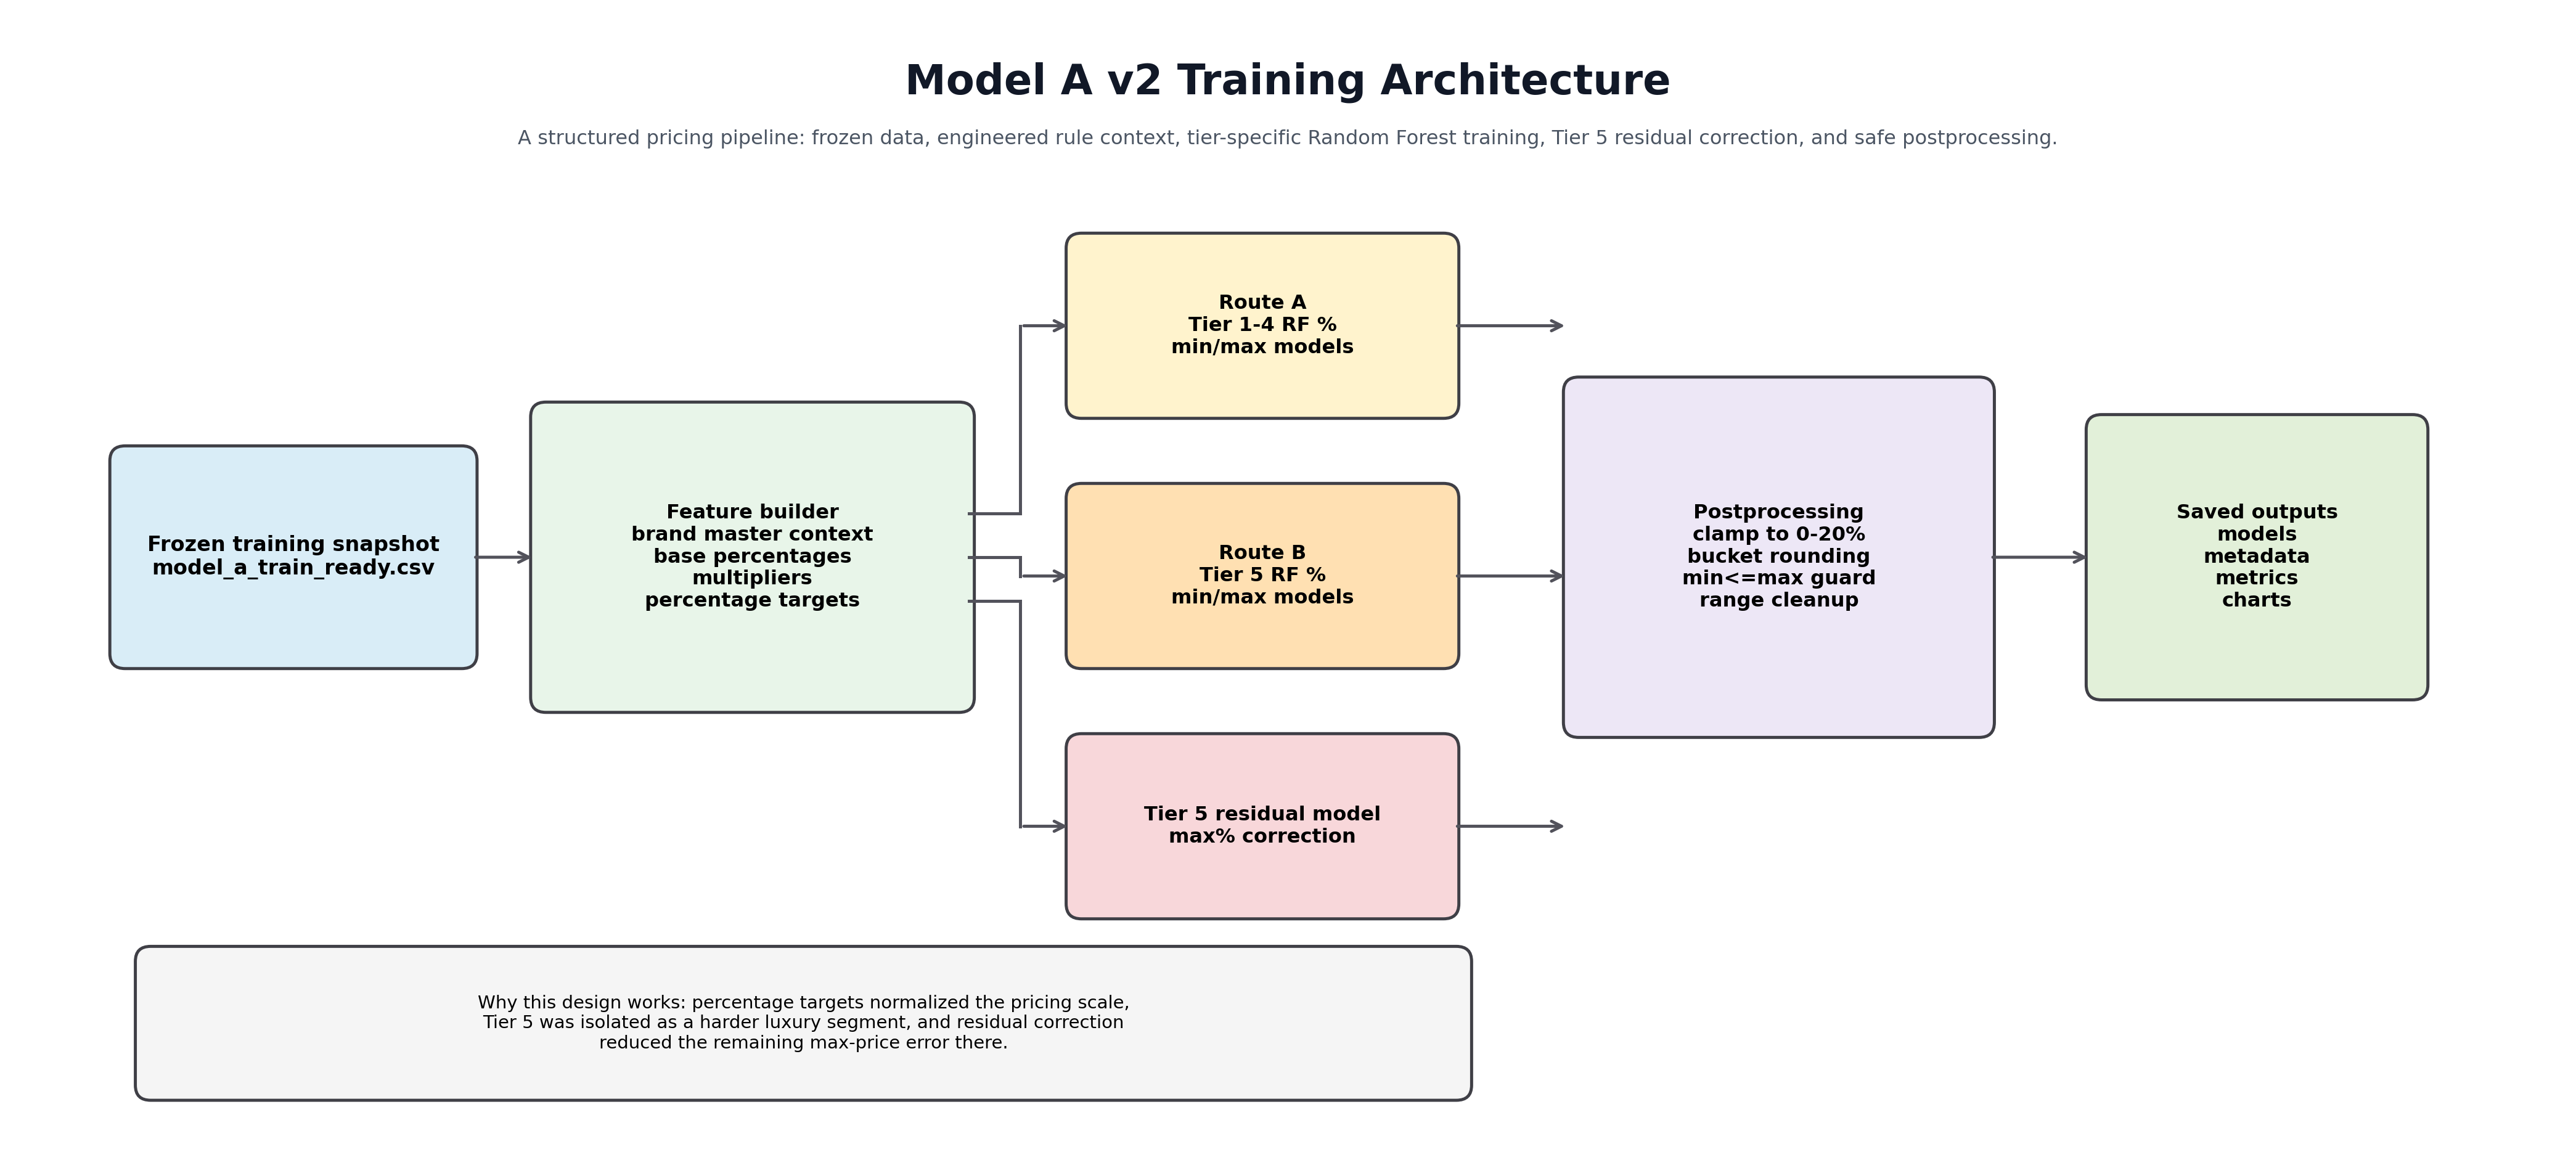 Model A v2 Training Architecture
A structured pricing pipeline: frozen data, engineered rule context, tier-specific Random Forest training, Tier 5 residual correction, and safe postprocessing.
Frozen training snapshot
model_a_train_ready.csv
Feature builder
brand master context
base percentages
multipliers
percentage targets
Route A
Tier 1-4 RF %
min/max models
Route B
Tier 5 RF %
min/max models
Tier 5 residual model
max% correction
Postprocessing
clamp to 0-20%
bucket rounding
min<=max guard
range cleanup
Saved outputs
models
metadata
metrics
charts
Why this design works: percentage targets normalized the pricing scale,
Tier 5 was isolated as a harder luxury segment, and residual correction
reduced the remaining max-price error there.